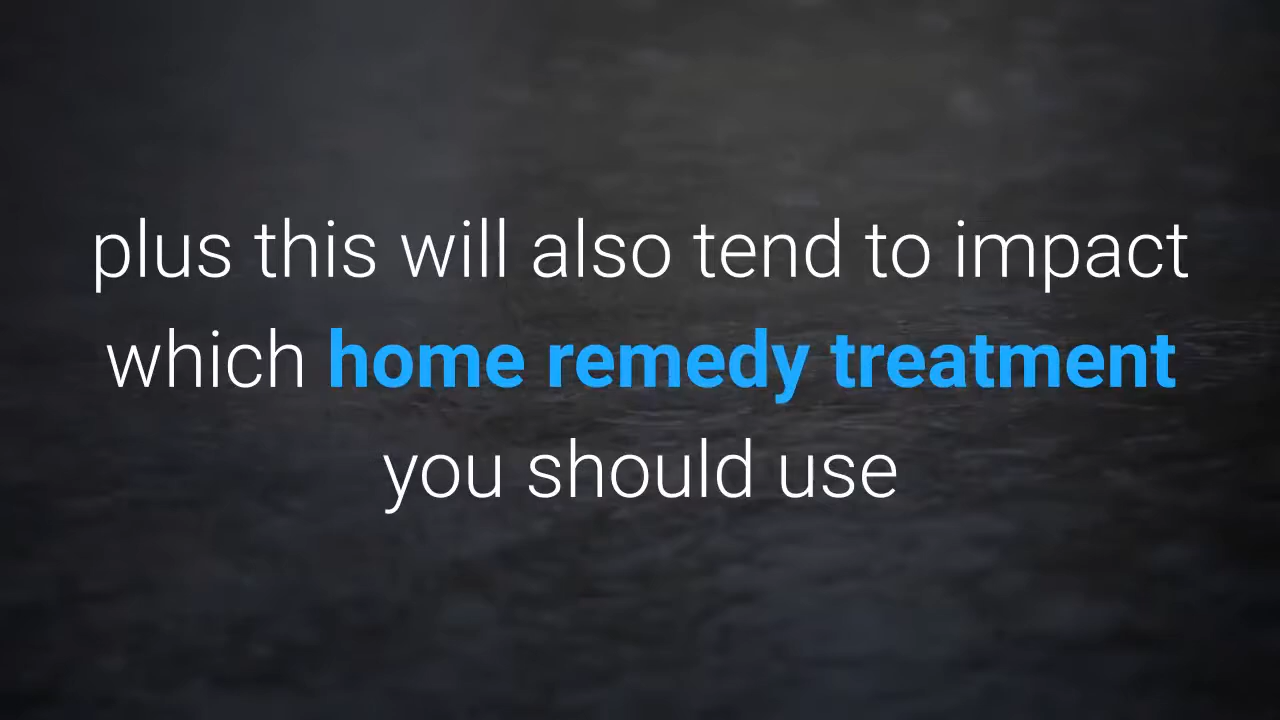 plus this will also tend to impact
which home remedy treatment
you should use